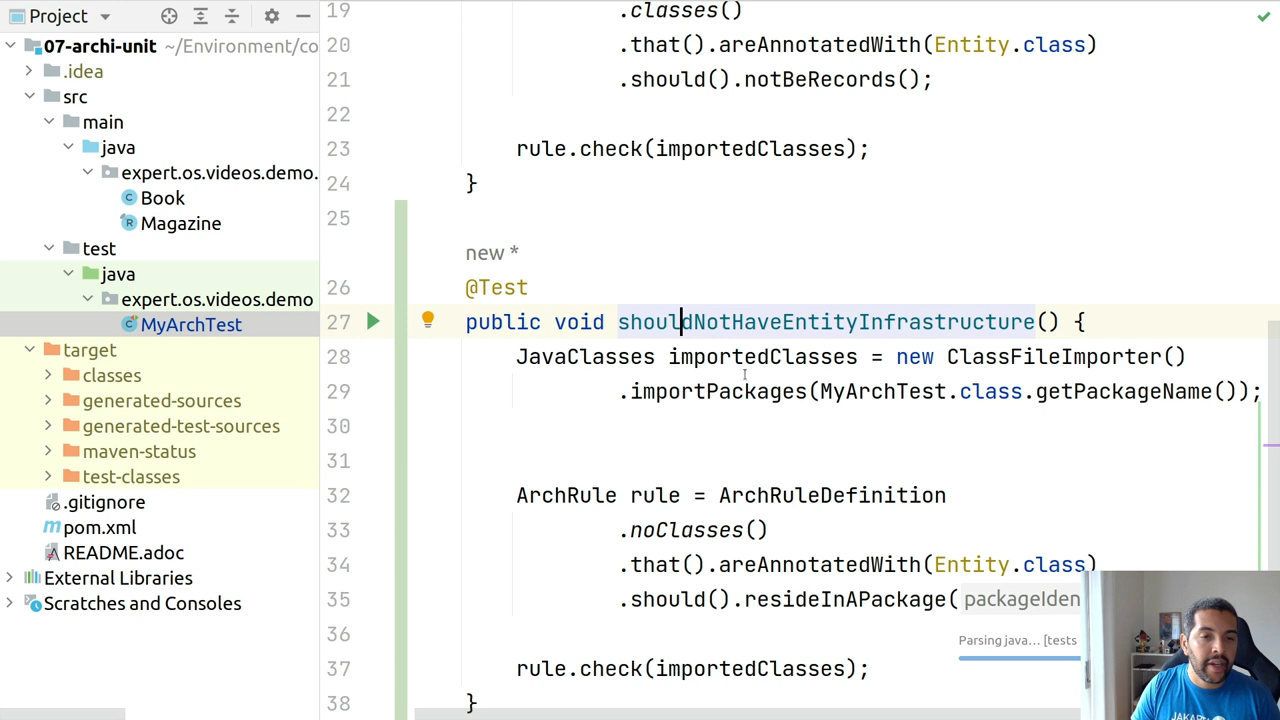 Project
07-archi-unit ~/Environment/co
.idea
src
main
java
expert.os.videos.demo.
Book
Magazine
test
java
expert.os.videos.demo
MyArchTest
target
classes
generated-sources
generated-test-sources
maven-status
test-classes
.gitignore
pom.xml
README.adoc
External Libraries
Scratches and Consoles
19 .classes()
20 .that().areAnnotatedWith(Entity.class)
21 .should().notBeRecords();
22
23 rule.check(importedClasses);
24 }
25
new *
26 @Test
27 public void shouldNotHaveEntityInfrastructure() {
28 JavaClasses importedClasses = new ClassFileImporter()
29 .importPackages(MyArchTest.class.getPackageName());
30
31
32 ArchRule rule = ArchRuleDefinition
33 .noClasses()
34 .that().areAnnotatedWith(Entity.class)
35 .should().resideInAPackage( packageIden
36
Parsing java... [tests
37 rule.check(importedClasses);
38 }
JAKAR